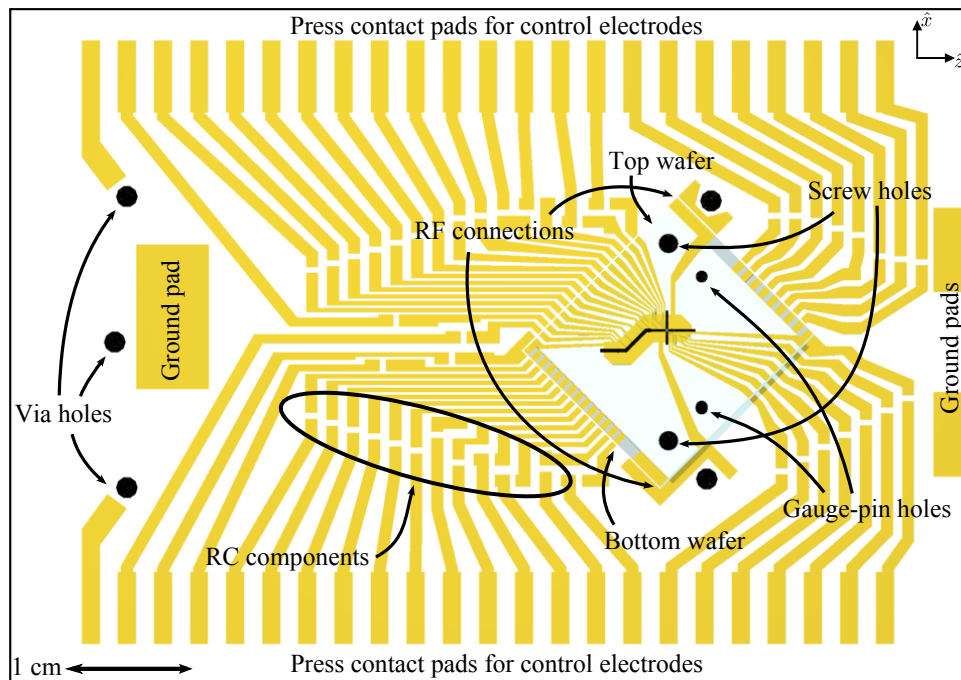 Press contact pads for control electrodes
x̂
ẑ
Top wafer
Screw holes
RF connections
Ground pad
Ground pads
Via holes
Gauge-pin holes
RC components
Bottom wafer
1 cm
Press contact pads for control electrodes